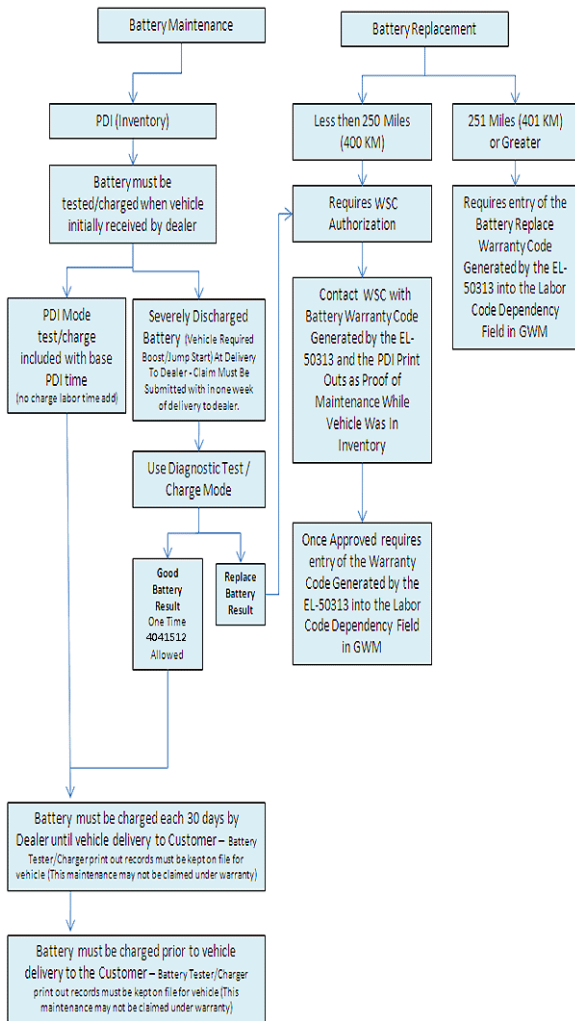 Battery Maintenance
PDI (Inventory)
Battery must be
tested/charged when vehicle
initially received by dealer
PDI Mode
test/charge
included with base
PDI time
(no charge labor time add)
Severely Discharged
Battery (Vehicle Required
Boost/Jump Start) At Delivery
To Dealer - Claim Must Be
Submitted with in one week
of delivery to dealer.
Use Diagnostic Test /
Charge Mode
Good
Battery
Result
One Time
4041512
Allowed
Replace
Battery
Result
Battery must be charged each 30 days by
Dealer until vehicle delivery to Customer – Battery
Tester/Charger print out records must be kept on file for
vehicle (This maintenance may not be claimed under warranty)
Battery must be charged prior to vehicle
delivery to the Customer – Battery Tester/Charger
print out records must be kept on file for vehicle (This
maintenance may not be claimed under warranty)
Battery Replacement
Less then 250 Miles
(400 KM)
Requires WSC
Authorization
Contact WSC with
Battery Warranty Code
Generated by the EL-
50313 and the PDI Print
Outs as Proof of
Maintenance While
Vehicle Was In
Inventory
Once Approved requires
entry of the Warranty
Code Generated by the
EL-50313 into the Labor
Code Dependency Field
in GWM
251 Miles (401 KM)
or Greater
Requires entry of the
Battery Replace
Warranty Code
Generated by the EL-
50313 into the Labor
Code Dependency
Field in GWM